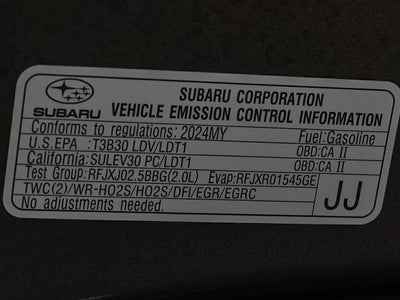 SUBARU
SUBARU CORPORATION
VEHICLE EMISSION CONTROL INFORMATION
Conforms to regulations: 2024MY Fuel:Gasoline
U.S.EPA :T3B30 LDV/LDT1 OBD:CA II
California:SULEV30 PC/LDT1 OBD:CA II
Test Group:RFJXJ02.5BBG(2.0L) Evap:RFJXR01545GE
TWC(2)/WR-HO2S/HO2S/DFI/EGR/EGRC
No adjustments needed.
JJ